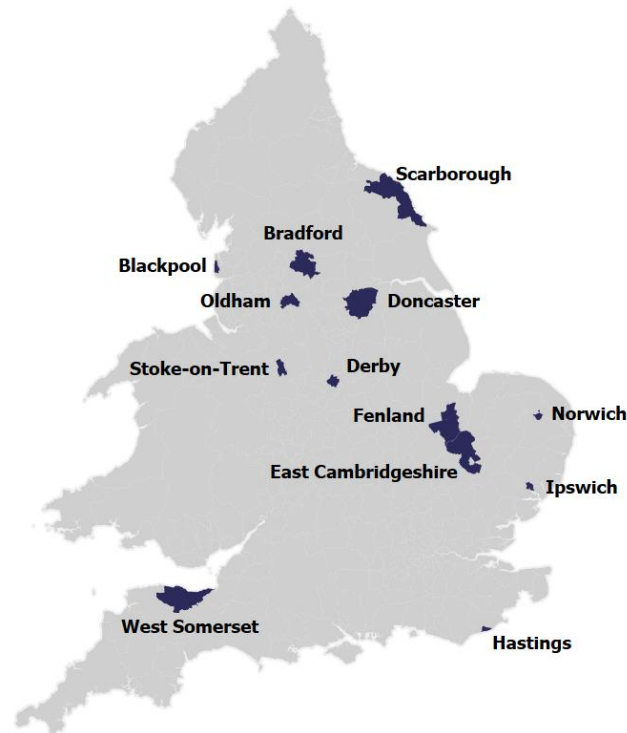 Scarborough
Bradford
Blackpool
Oldham
Doncaster
Stoke-on-Trent
Derby
Fenland
Norwich
East Cambridgeshire
Ipswich
West Somerset
Hastings